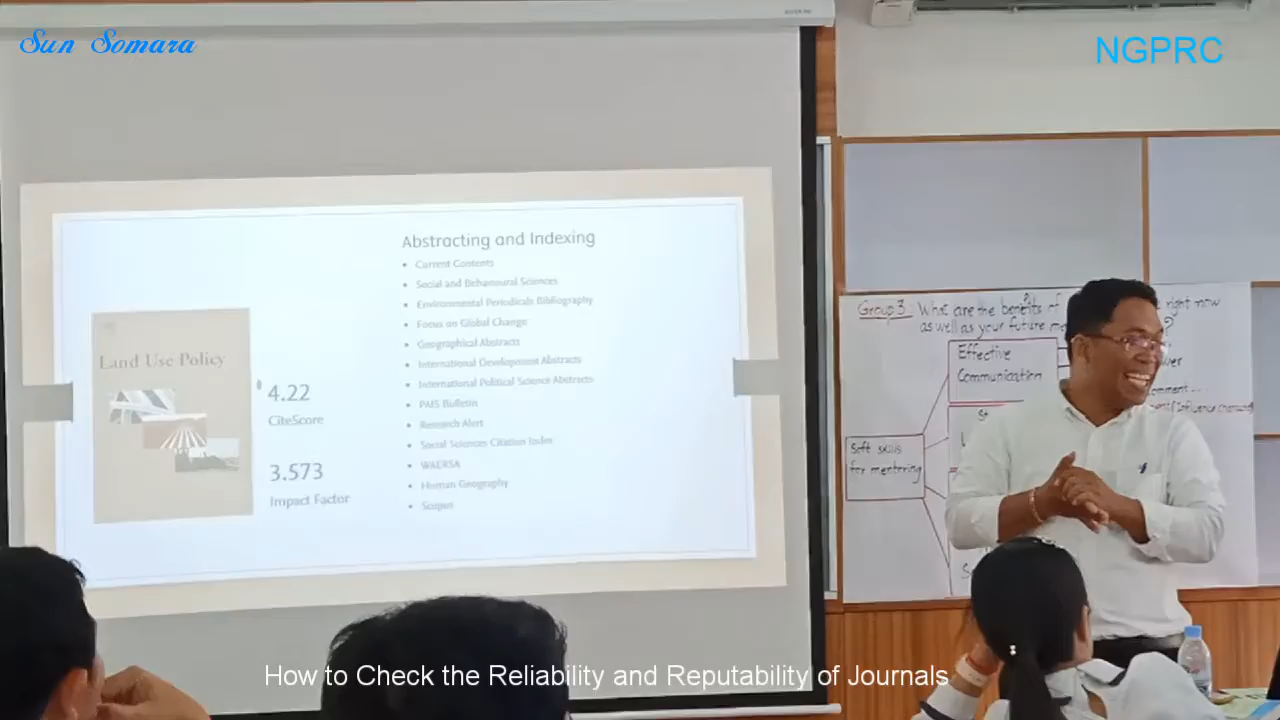 Sun Somara
NGPRC
Abstracting and Indexing
Current Contents
Social and Behavioural Sciences
Environmental Periodicals Bibliography
Focus on Global Change
Geographical Abstracts
International Development Abstracts
International Political Science Abstracts
PAIS Bulletin
Research Alert
Social Sciences Citation Index
WAERSA
Human Geography
Scopus
Land Use Policy
4.22
CiteScore
3.573
Impact Factor
Group 3 What are the benefits of right now
as well as your future ?
Effective
Communication
Soft skills
for mentoring
How to Check the Reliability and Reputability of Journals